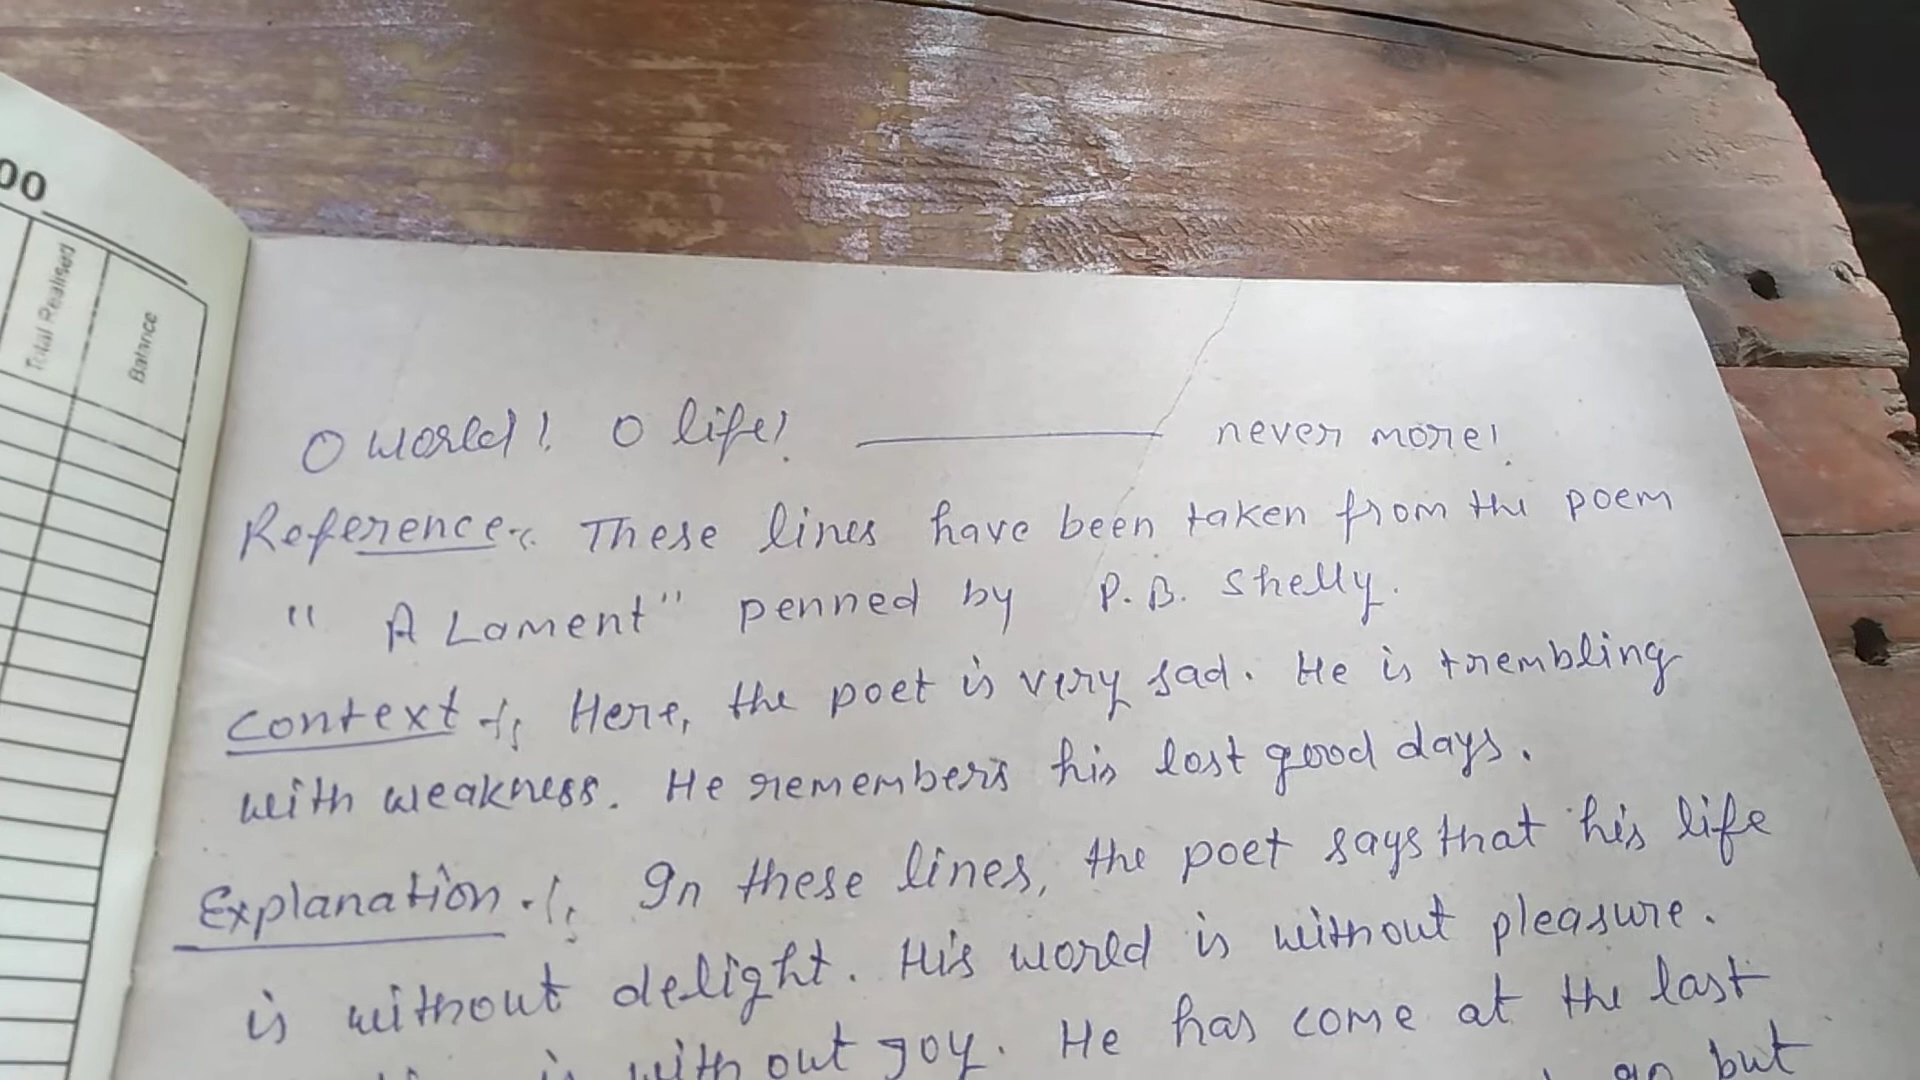 00
Total Realised
Balance
O world! O life! ________ never more!
Reference:- These lines have been taken from the poem
" A Lament" penned by P.B. Shelly.
Context :- Here, the poet is very sad. He is trembling
with weakness. He remembers his lost good days.
Explanation :- In these lines, the poet says that his life
is without delight. His world is without pleasure.
is without joy. He has come at the last
go but